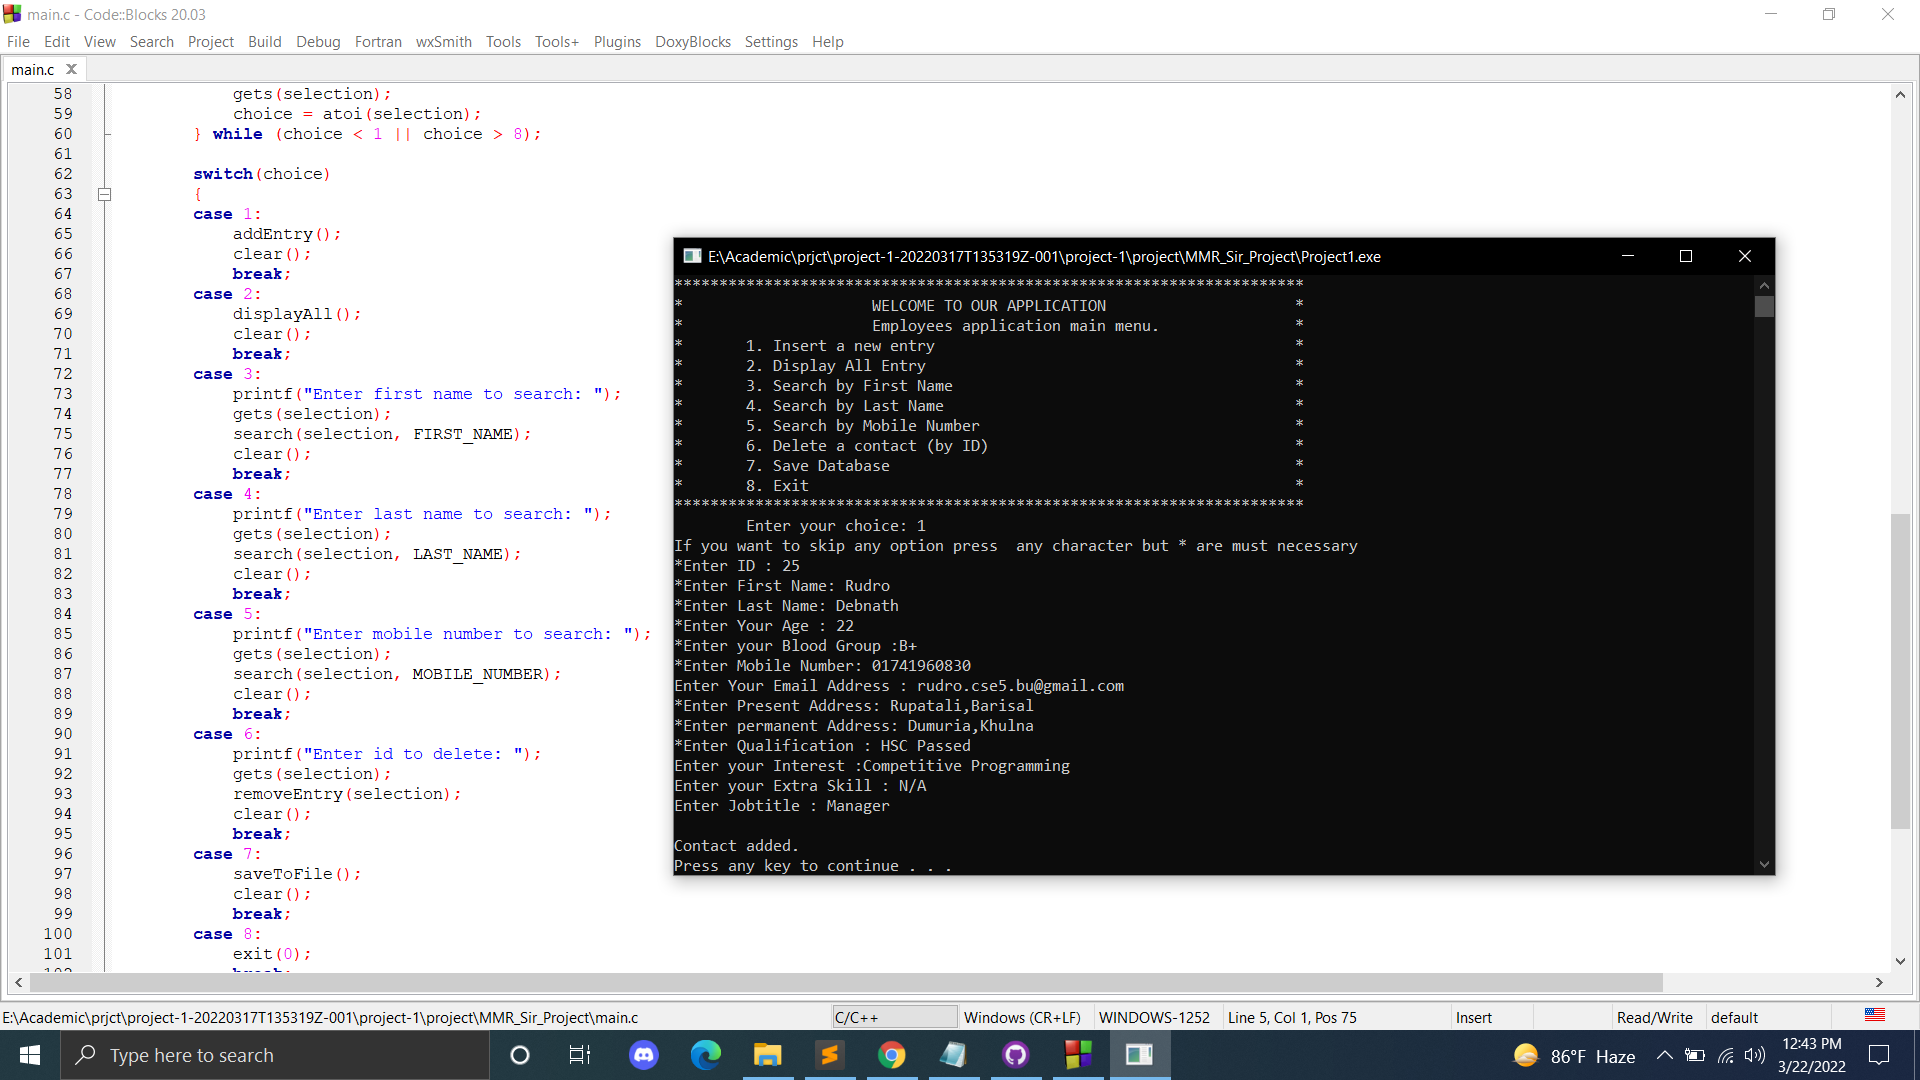 main.c - Code::Blocks 20.03
File Edit View Search Project Build Debug Fortran wxSmith Tools Tools+ Plugins DoxyBlocks Settings Help
main.c
58 gets(selection);
59 choice = atoi(selection);
60 } while (choice < 1 || choice > 8);
61
62 switch(choice)
63 {
64 case 1:
65 addEntry();
66 clear();
67 break;
68 case 2:
69 displayAll();
70 clear();
71 break;
72 case 3:
73 printf("Enter first name to search: ");
74 gets(selection);
75 search(selection, FIRST_NAME);
76 clear();
77 break;
78 case 4:
79 printf("Enter last name to search: ");
80 gets(selection);
81 search(selection, LAST_NAME);
82 clear();
83 break;
84 case 5:
85 printf("Enter mobile number to search: ");
86 gets(selection);
87 search(selection, MOBILE_NUMBER);
88 clear();
89 break;
90 case 6:
91 printf("Enter id to delete: ");
92 gets(selection);
93 removeEntry(selection);
94 clear();
95 break;
96 case 7:
97 saveToFile();
98 clear();
99 break;
100 case 8:
101 exit(0);
102 break;
E:\Academic\prjct\project-1-20220317T135319Z-001\project-1\project\MMR_Sir_Project\Project1.exe
**********************************************************************
* WELCOME TO OUR APPLICATION *
* Employees application main menu. *
* 1. Insert a new entry *
* 2. Display All Entry *
* 3. Search by First Name *
* 4. Search by Last Name *
* 5. Search by Mobile Number *
* 6. Delete a contact (by ID) *
* 7. Save Database *
* 8. Exit *
**********************************************************************
Enter your choice: 1
If you want to skip any option press  any character but * are must necessary
*Enter ID : 25
*Enter First Name: Rudro
*Enter Last Name: Debnath
*Enter Your Age : 22
*Enter your Blood Group :B+
*Enter Mobile Number: 01741960830
Enter Your Email Address : rudro.cse5.bu@gmail.com
*Enter Present Address: Rupatali,Barisal
*Enter permanent Address: Dumuria,Khulna
*Enter Qualification : HSC Passed
Enter your Interest :Competitive Programming
Enter your Extra Skill : N/A
Enter Jobtitle : Manager
Contact added.
Press any key to continue . . .
E:\Academic\prjct\project-1-20220317T135319Z-001\project-1\project\MMR_Sir_Project\main.c C/C++ Windows (CR+LF) WINDOWS-1252 Line 5, Col 1, Pos 75 Insert Read/Write default
Type here to search
86°F Haze
12:43 PM
3/22/2022